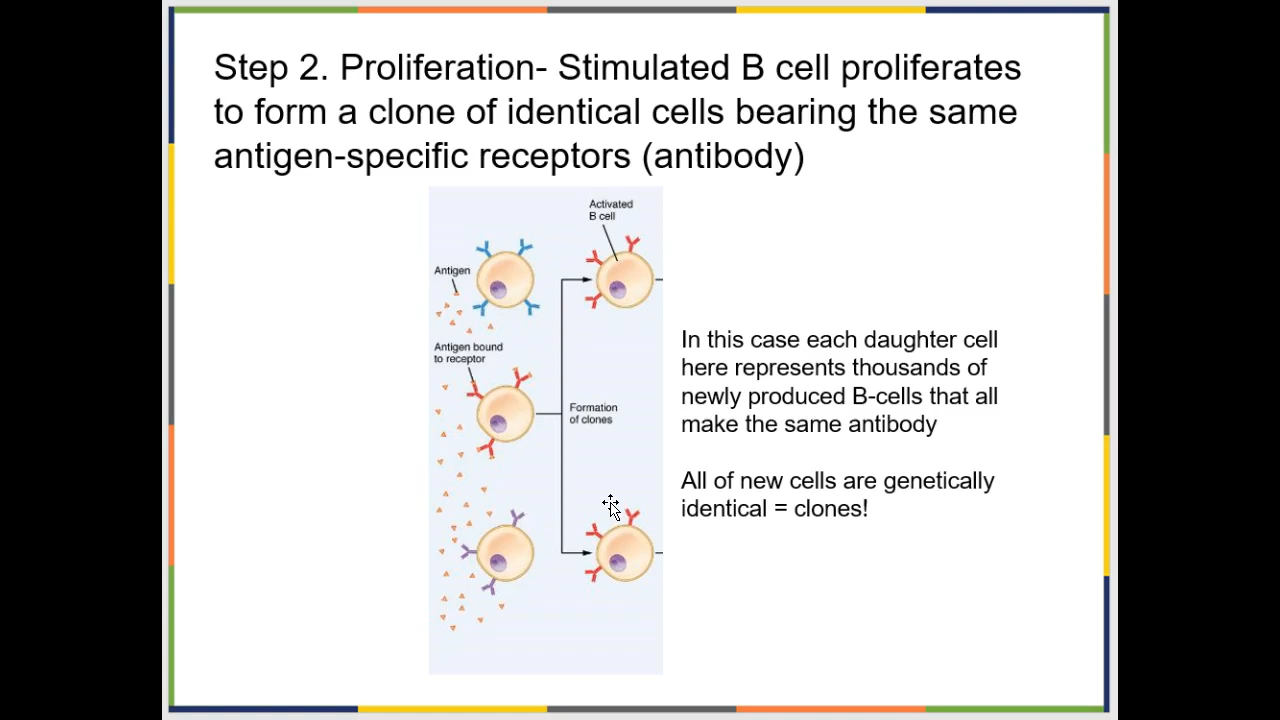 Step 2. Proliferation- Stimulated B cell proliferates
to form a clone of identical cells bearing the same
antigen-specific receptors (antibody)
Activated
B cell
Antigen
Antigen bound
to receptor
Formation
of clones
In this case each daughter cell
here represents thousands of
newly produced B-cells that all
make the same antibody
All of new cells are genetically
identical = clones!